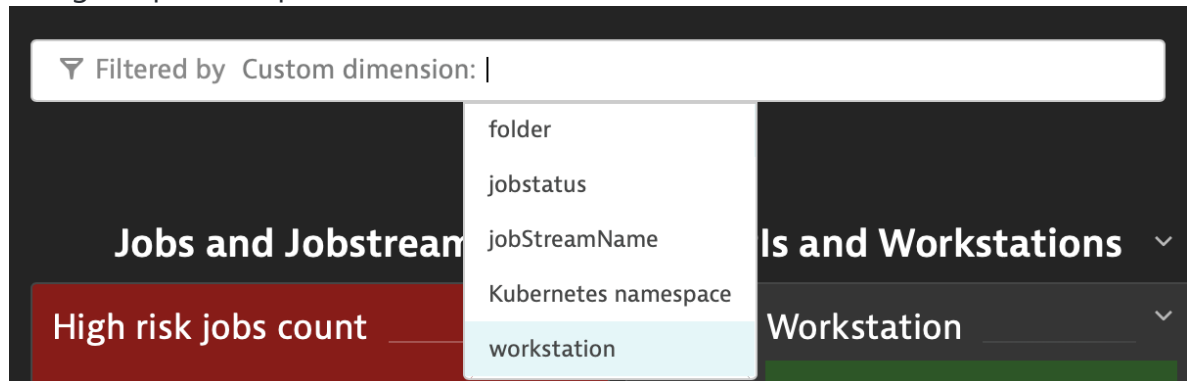 Filtered by Custom dimension:
folder
jobstatus
jobStreamName
Kubernetes namespace
workstation
Jobs and Jobstream
ls and Workstations
High risk jobs count
Workstation